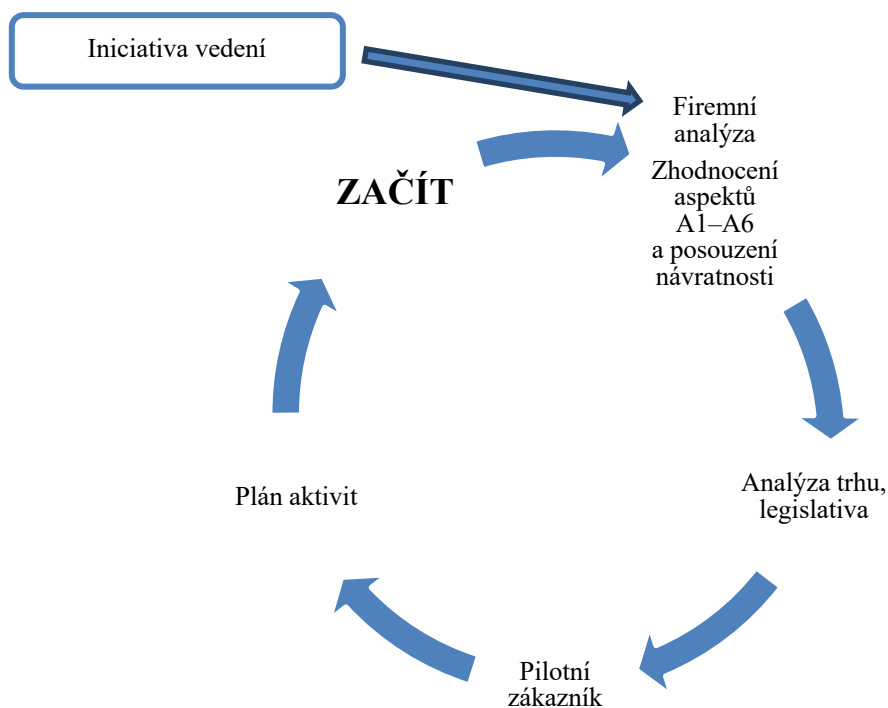 Iniciativa vedení
Firemní
analýza
Zhodnocení
aspektů
A1–A6
a posouzení
návratnosti
ZAČÍT
Analýza trhu,
legislativa
Pilotní
zákazník
Plán aktivit